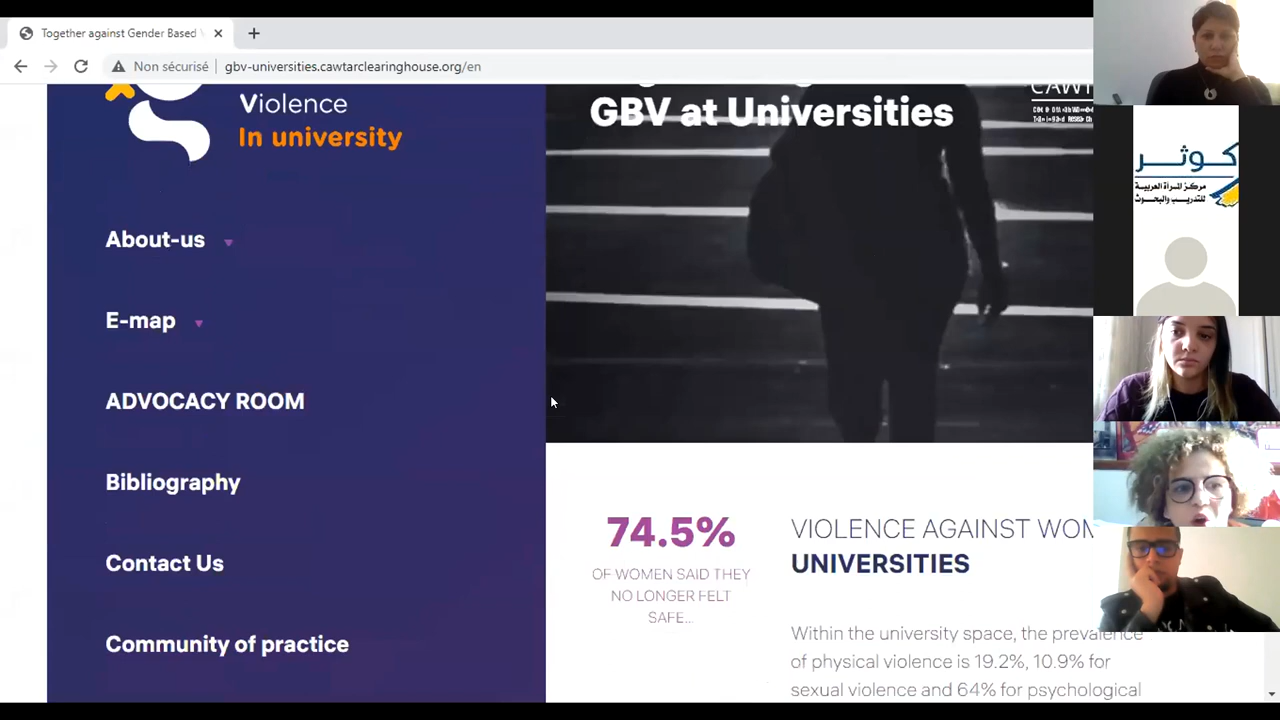 Together against Gender Based
Non sécurisé
gbv-universities.cawtarclearinghouse.org/en
Violence
In university
About-us
E-map
ADVOCACY ROOM
Bibliography
Contact Us
Community of practice
GBV at Universities
74.5%
OF WOMEN SAID THEY
NO LONGER FELT
SAFE...
VIOLENCE AGAINST WOM
UNIVERSITIES
Within the university space, the prevalence
of physical violence is 19.2%, 10.9% for
sexual violence and 64% for psychological
كوثر
مركز المرأة العربية
للتدريب والبحوث